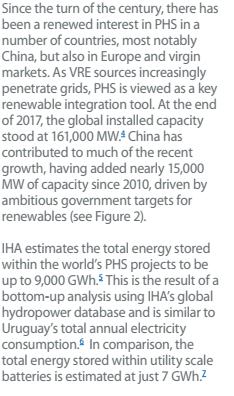 Since the turn of the century, there has
been a renewed interest in PHS in a
number of countries, most notably
China, but also in Europe and virgin
markets. As VRE sources increasingly
penetrate grids, PHS is viewed as a key
renewable integration tool. At the end
of 2017, the global installed capacity
stood at 161,000 MW.4 China has
contributed to much of the recent
growth, having added nearly 15,000
MW of capacity since 2010, driven by
ambitious government targets for
renewables (see Figure 2).

IHA estimates the total energy stored
within the world’s PHS projects to be
up to 9,000 GWh.5 This is the result of a
bottom-up analysis using IHA’s global
hydropower database and is similar to
Uruguay’s total annual electricity
consumption.6 In comparison, the
total energy stored within utility scale
batteries is estimated at just 7 GWh.7